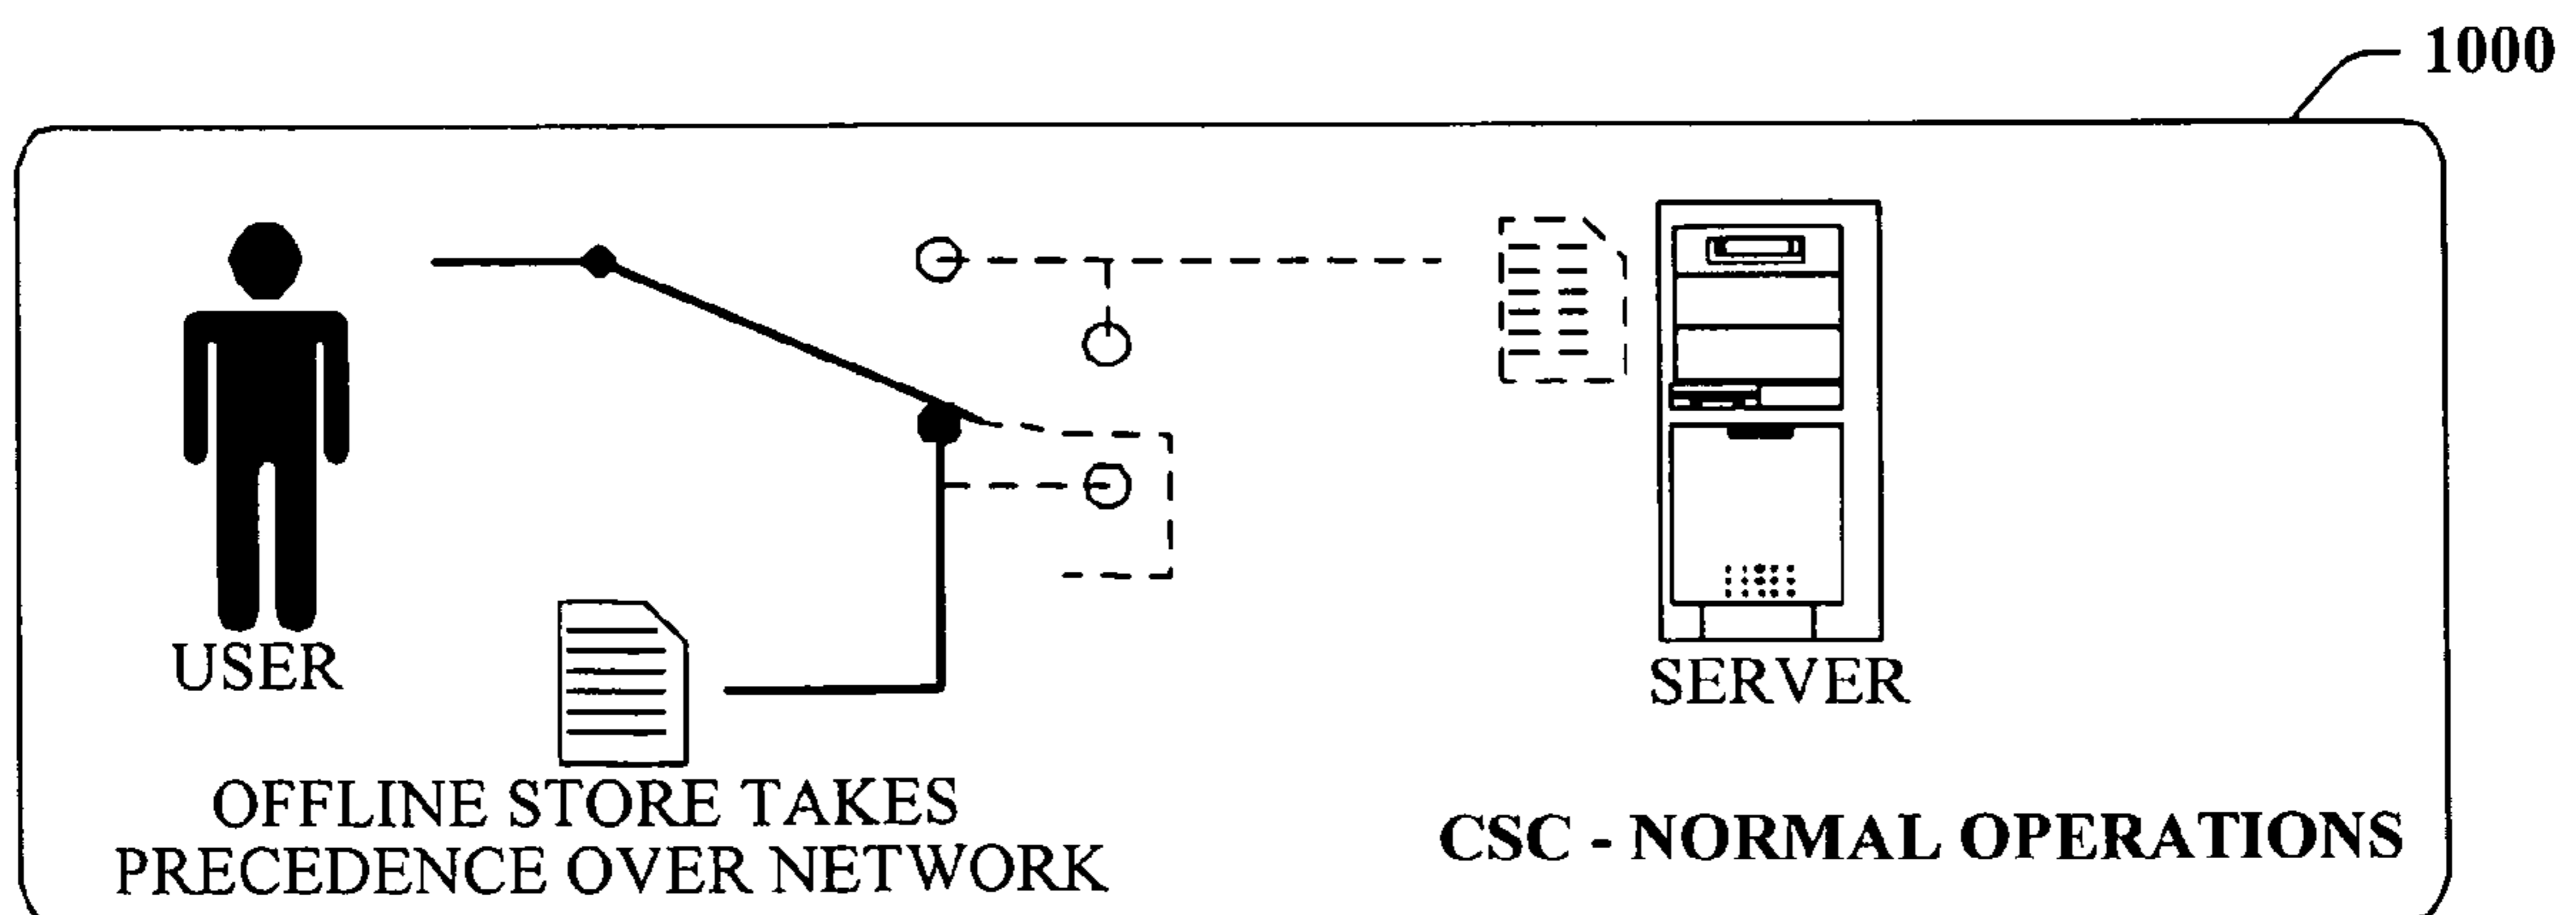 1000
USER
SERVER
OFFLINE STORE TAKES
PRECEDENCE OVER NETWORK
CSC - NORMAL OPERATIONS